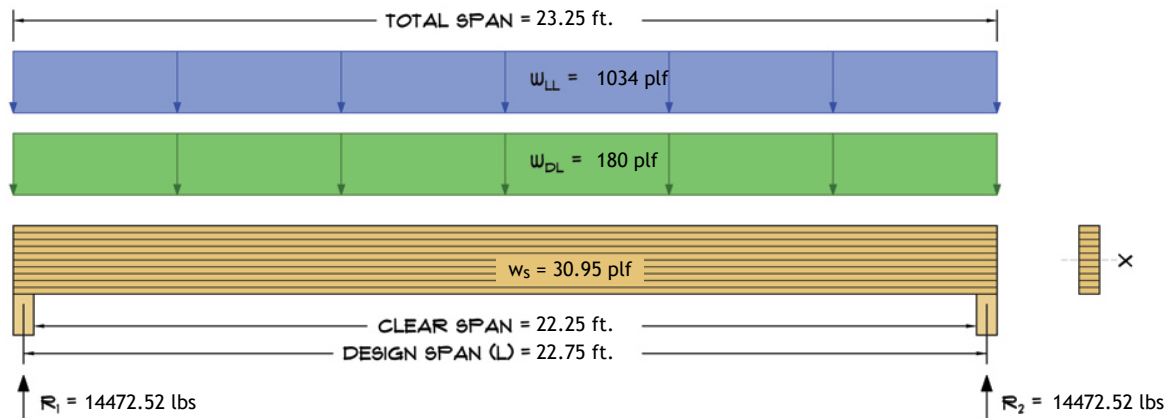 TOTAL SPAN = 23.25 ft.
wLL = 1034 plf
wDL = 180 plf
ws = 30.95 plf
X
CLEAR SPAN = 22.25 ft.
DESIGN SPAN (L) = 22.75 ft.
R1 = 14472.52 lbs
R2 = 14472.52 lbs